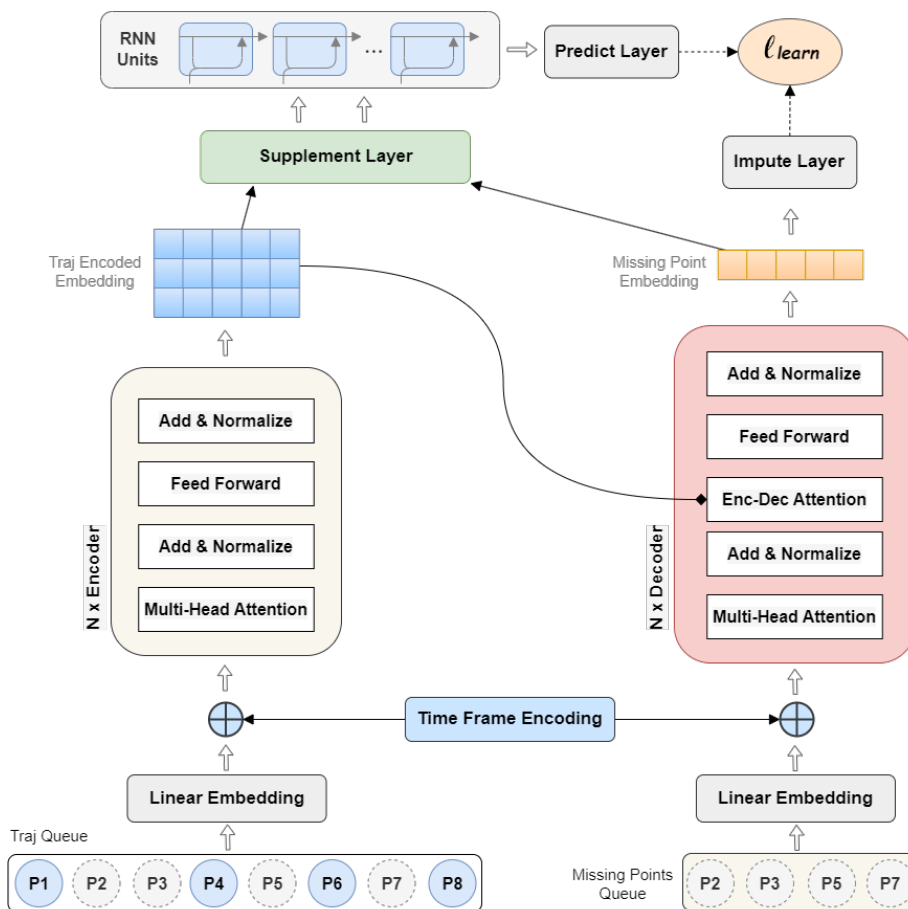 RNN
Units
...
Predict Layer
ℓlearn
Supplement Layer
Impute Layer
Traj Encoded
Embedding
Missing Point
Embedding
N x Encoder
Add & Normalize
Feed Forward
Add & Normalize
Multi-Head Attention
N x Decoder
Add & Normalize
Feed Forward
Enc-Dec Attention
Add & Normalize
Multi-Head Attention
Time Frame Encoding
Linear Embedding
Linear Embedding
Traj Queue
P1 P2 P3 P4 P5 P6 P7 P8
Missing Points
Queue
P2 P3 P5 P7